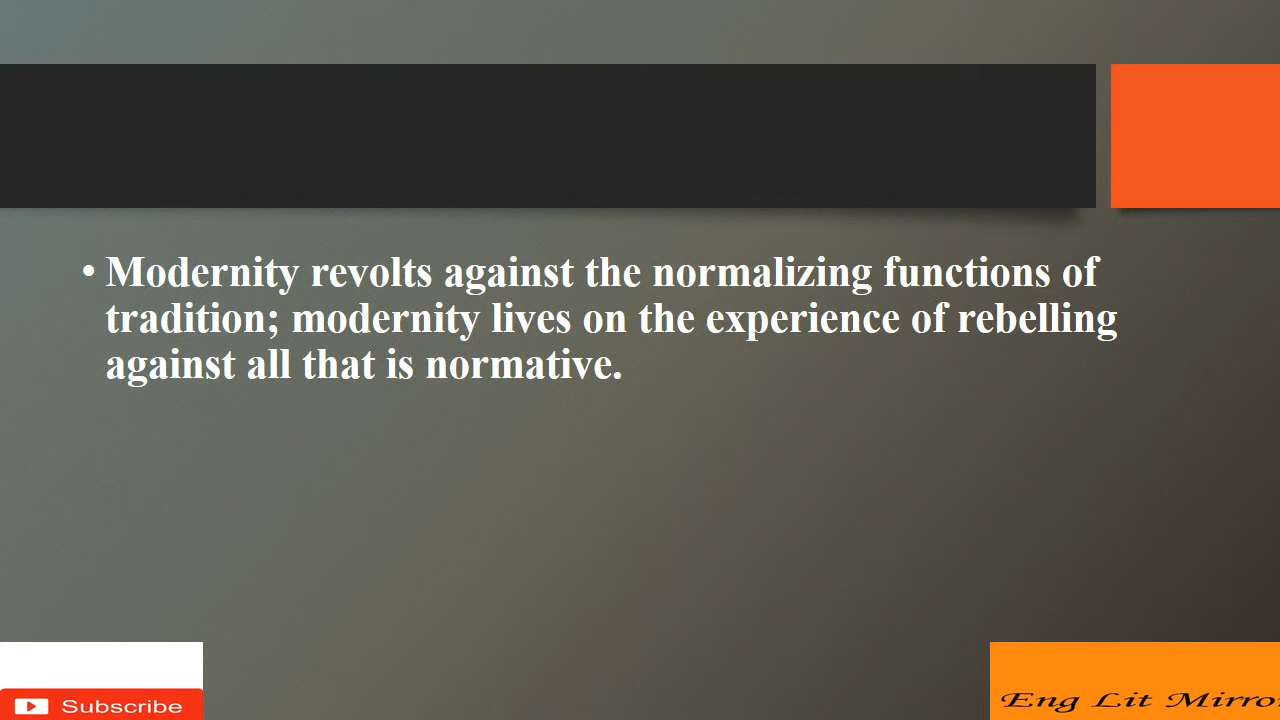 • Modernity revolts against the normalizing functions of
tradition; modernity lives on the experience of rebelling
against all that is normative.
Subscribe
Eng Lit Mirro